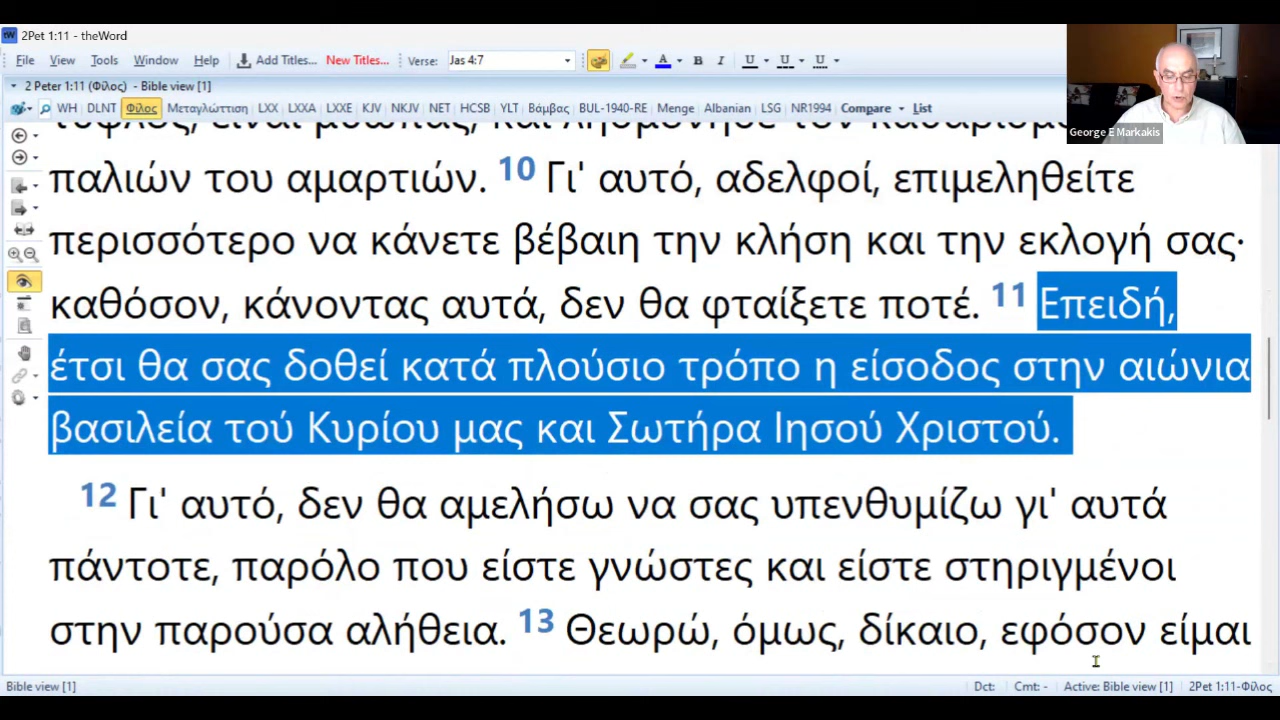 2Pet 1:11 - theWord
File View Tools Window Help Add Titles... New Titles... Verse: Jas 4:7 A B I U U U
2 Peter 1:11 (Φίλος) - Bible view [1]
WH DLNT Φίλος Μεταγλώττιση LXX LXXA LXXE KJV NKJV NET HCSB YLT Βάμβας BUL-1940-RE Menge Albanian LSG NR1994 Compare List
George E Markakis
τυφλός, είναι μύωπας, και λησμόνησε τον
παλιών του αμαρτιών. 10 Γι' αυτό, αδελφοί, επιμεληθείτε
περισσότερο να κάνετε βέβαιη την κλήση και την εκλογή σας·
καθόσον, κάνοντας αυτά, δεν θα φταίξετε ποτέ. 11 Επειδή,
έτσι θα σας δοθεί κατά πλούσιο τρόπο η είσοδος στην αιώνια
βασιλεία τού Κυρίου μας και Σωτήρα Ιησού Χριστού.
12 Γι' αυτό, δεν θα αμελήσω να σας υπενθυμίζω γι' αυτά
πάντοτε, παρόλο που είστε γνώστες και είστε στηριγμένοι
στην παρούσα αλήθεια. 13 Θεωρώ, όμως, δίκαιο, εφόσον είμαι
Bible view [1] Dct: Cmt: - Active: Bible view [1] 2Pet 1:11-Φίλος